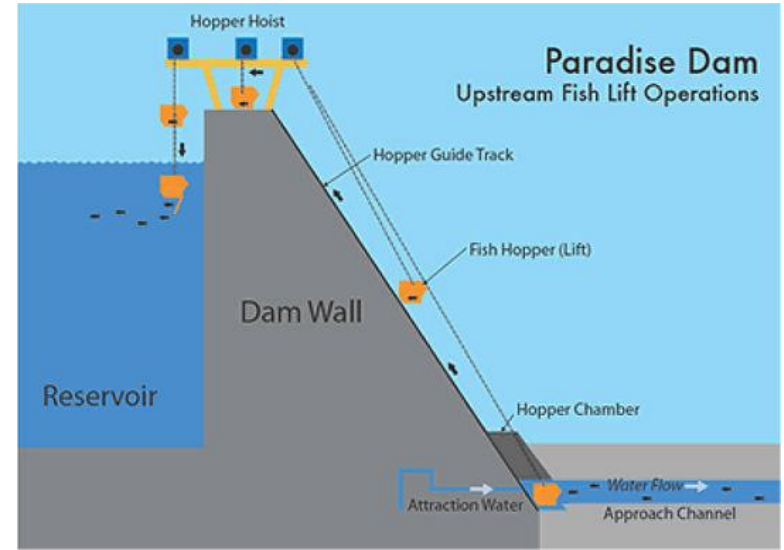 Hopper Hoist
Paradise Dam
Upstream Fish Lift Operations
Hopper Guide Track
Fish Hopper (Lift)
Dam Wall
Reservoir
Hopper Chamber
Water Flow
Attraction Water
Approach Channel